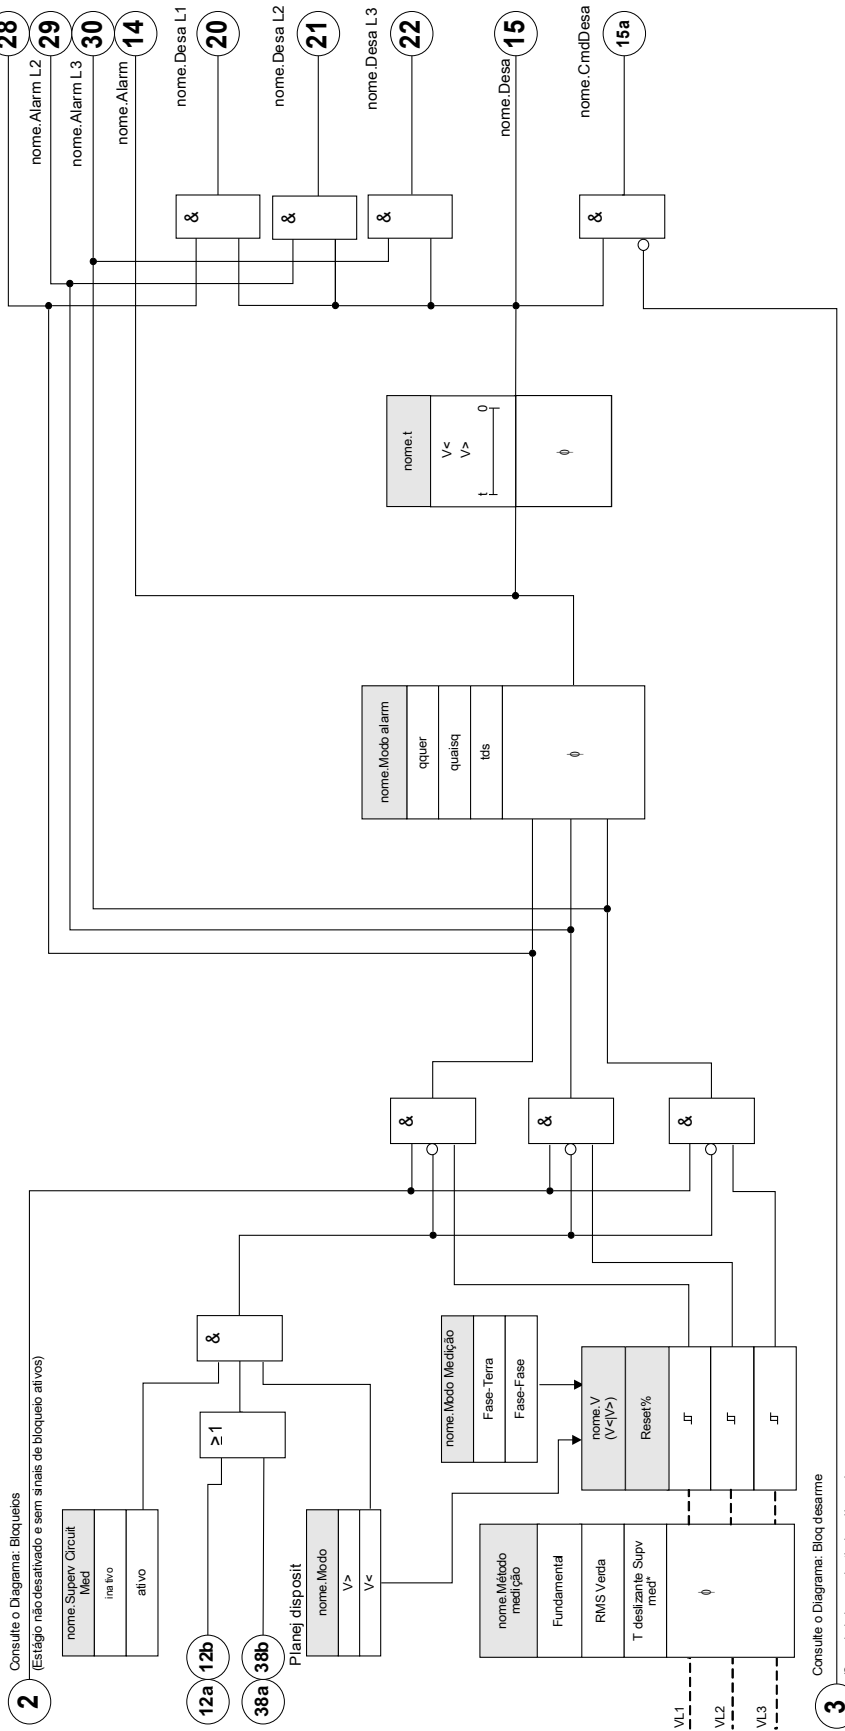 2
Consulte o Diagrama: Bloqueios
(Estágio não desativado e sem sinais de bloqueio ativos)
nome.Superv Circuit
Med
inativo
ativo
12a
12b
38a
38b
≥1
&
Planej disposit
nome.Modo
V>
V<
nome.Modo Medição
Fase-Terra
Fase-Fase
nome.Método
medição
Fundamental
RMS Verda
T deslizante Supv
med*
φ
nome.V
(V<|V>)
Reset%
VL1
VL2
VL3
&
&
&
nome.Modo alarm
qquer
quaisq
tds
φ
nome.t
V<
V>
t
0
φ
&
&
&
&
28
29
nome.Alarm L2
30
nome.Alarm L3
14
nome.Alarm
20
nome.Desa L1
21
nome.Desa L2
22
nome.Desa L3
15
nome.Desa
15a
nome.CmdDesa
3
Consulte o Diagrama: Bloq desarme